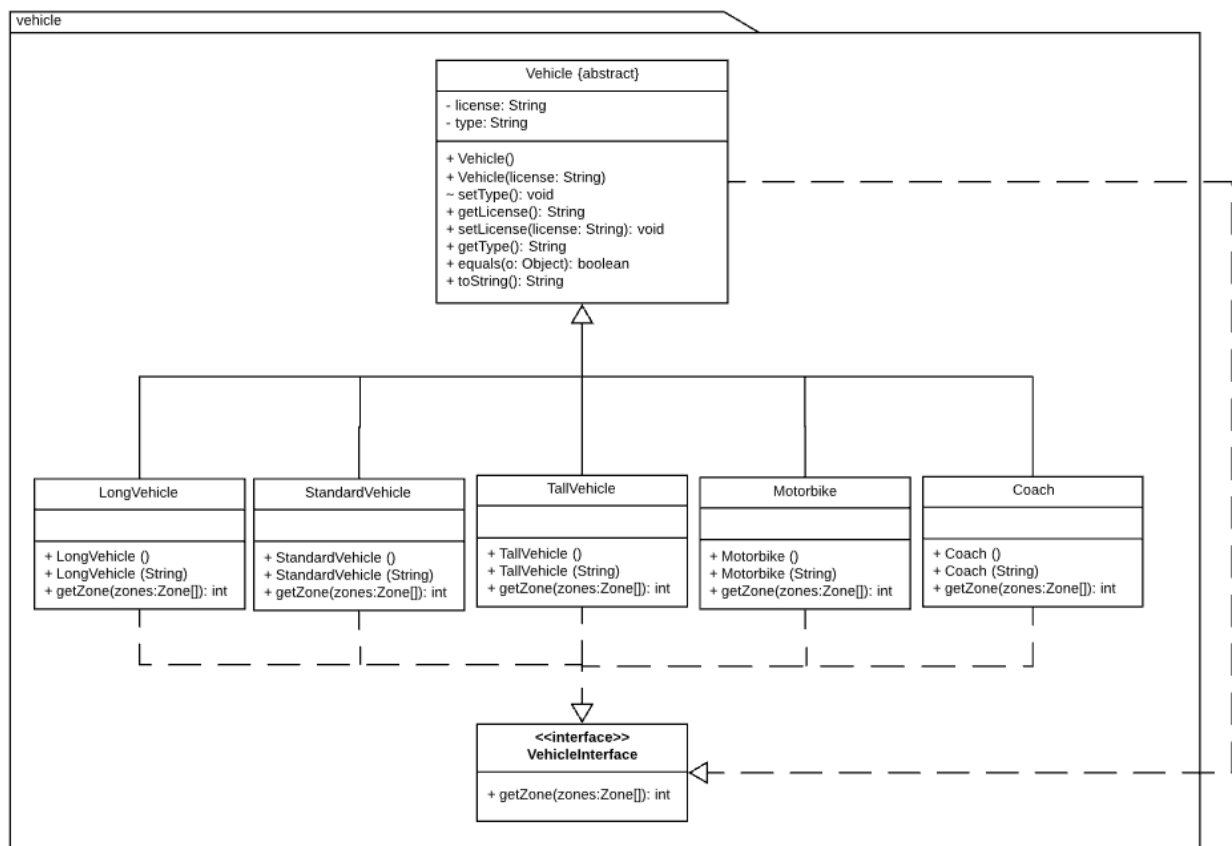 vehicle
Vehicle {abstract}
- license: String
- type: String
+ Vehicle()
+ Vehicle(license: String)
~ setType(): void
+ getLicense(): String
+ setLicense(license: String): void
+ getType(): String
+ equals(o: Object): boolean
+ toString(): String
LongVehicle
+ LongVehicle ()
+ LongVehicle (String)
+ getZone(zones:Zone[]): int
StandardVehicle
+ StandardVehicle ()
+ StandardVehicle (String)
+ getZone(zones:Zone[]): int
TallVehicle
+ TallVehicle ()
+ TallVehicle (String)
+ getZone(zones:Zone[]): int
Motorbike
+ Motorbike ()
+ Motorbike (String)
+ getZone(zones:Zone[]): int
Coach
+ Coach ()
+ Coach (String)
+ getZone(zones:Zone[]): int
<<interface>>
VehicleInterface
+ getZone(zones:Zone[]): int